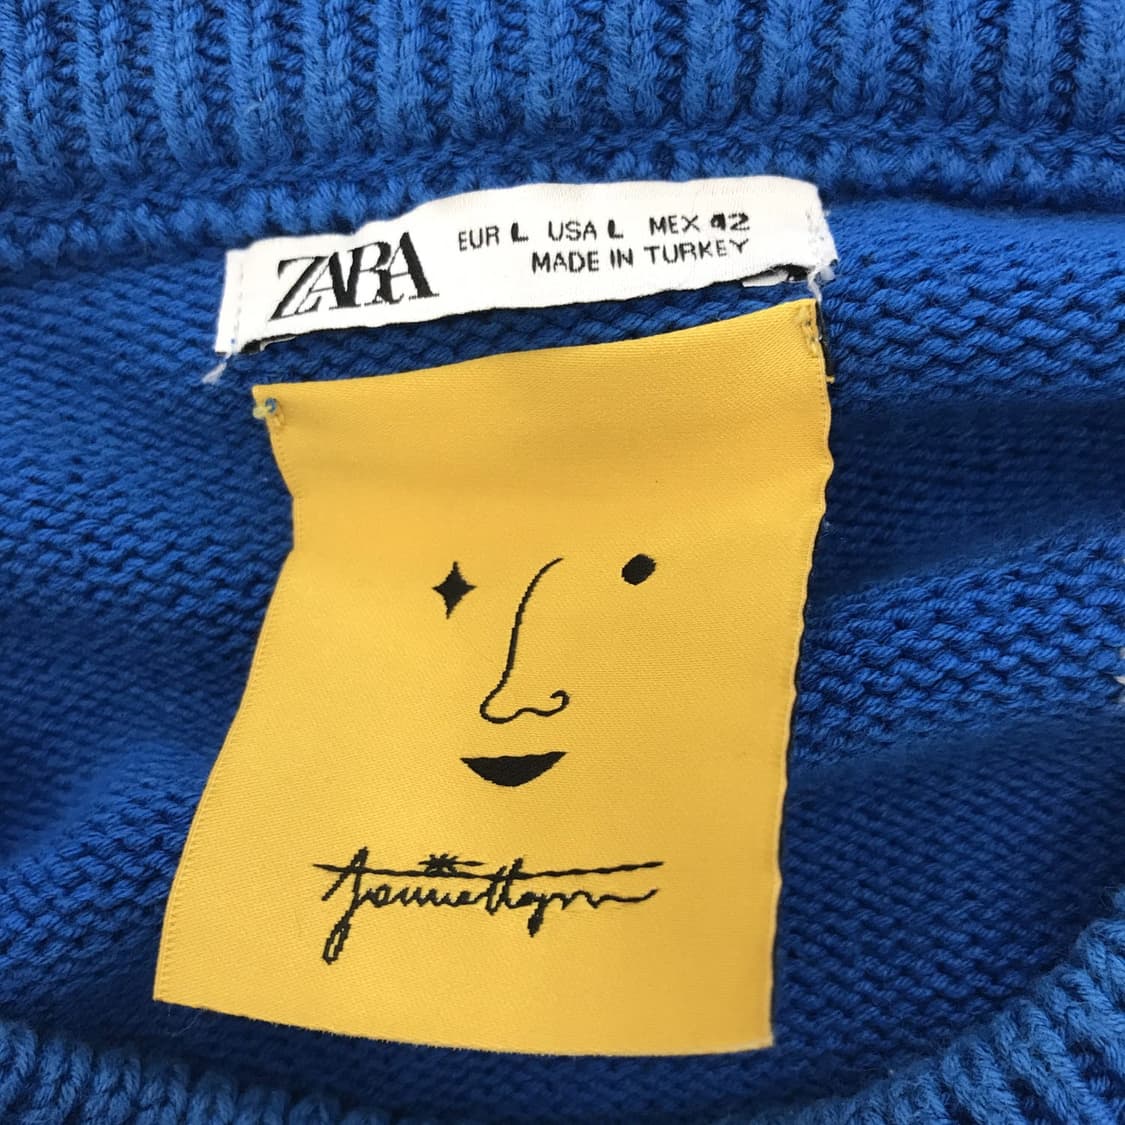 ZARA
EUR L USA L MEX 42
MADE IN TURKEY